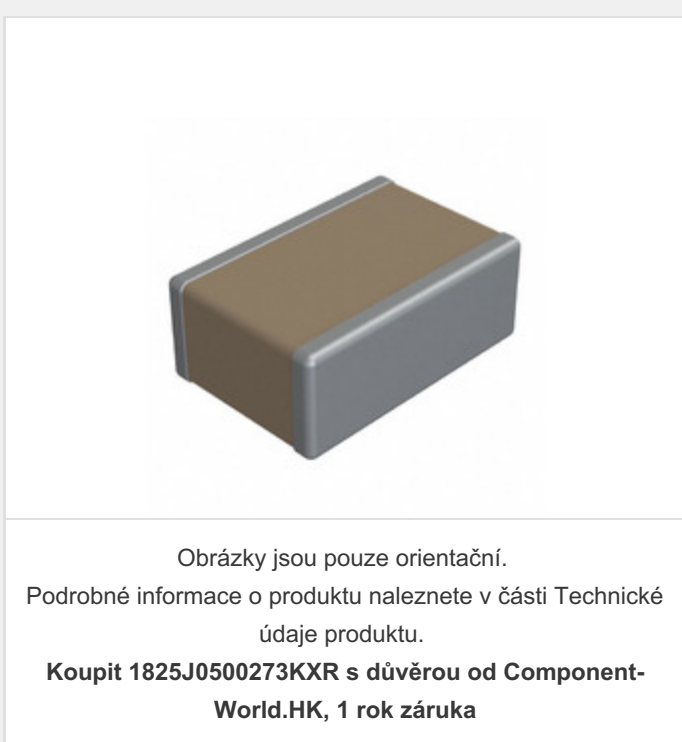 Obrázky jsou pouze orientační.
Podrobné informace o produktu naleznete v části Technické
údaje produktu.
Koupit 1825J0500273KXR s důvěrou od Component-
World.HK, 1 rok záruka